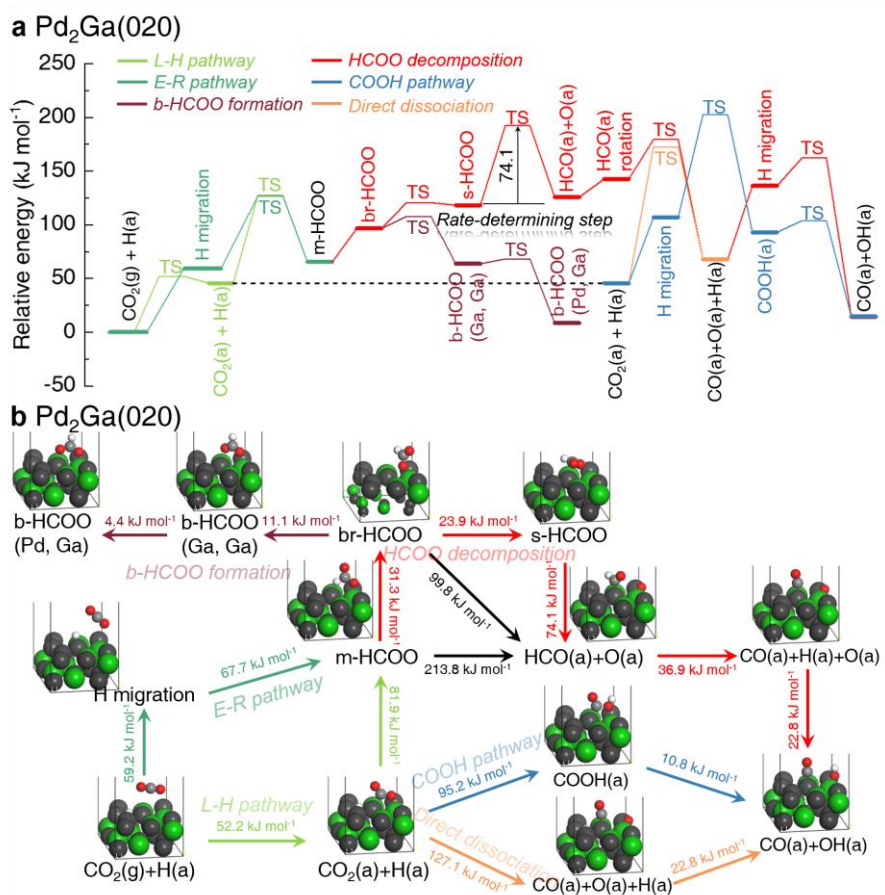 a Pd₂Ga(020)
250
200
150
100
50
0
-50
Relative energy (kJ mol⁻¹)
L-H pathway
E-R pathway
b-HCOO formation
HCOO decomposition
COOH pathway
Direct dissociation
CO₂(g) + H(a)
TS
H migration
CO₂(a) + H(a)
TS
TS
m-HCOO
br-HCOO
TS
TS
s-HCOO
b-HCOO
(Ga, Ga)
TS
74.1
TS
Rate-determining step
HCO(a)+O(a)
b-HCOO
(Pd, Ga)
HCO(a)
rotation
CO₂(a) + H(a)
TS
TS
H migration
TS
CO(a)+O(a)+H(a)
H migration
COOH(a)
TS
TS
CO(a)+OH(a)
b Pd₂Ga(020)
b-HCOO
(Pd, Ga)
4.4 kJ mol⁻¹
b-HCOO
(Ga, Ga)
11.1 kJ mol⁻¹
br-HCOO
23.9 kJ mol⁻¹
s-HCOO
b-HCOO formation
HCOO decomposition
31.3 kJ mol⁻¹
99.8 kJ mol⁻¹
74.1 kJ mol⁻¹
H migration
67.7 kJ mol⁻¹
E-R pathway
m-HCOO
213.8 kJ mol⁻¹
HCO(a)+O(a)
36.9 kJ mol⁻¹
CO(a)+H(a)+O(a)
59.2 kJ mol⁻¹
81.9 kJ mol⁻¹
22.8 kJ mol⁻¹
COOH pathway
95.2 kJ mol⁻¹
COOH(a)
10.8 kJ mol⁻¹
L-H pathway
52.2 kJ mol⁻¹
CO₂(g)+H(a)
CO₂(a)+H(a)
Direct dissociation
127.1 kJ mol⁻¹
CO(a)+O(a)+H(a)
22.8 kJ mol⁻¹
CO(a)+OH(a)